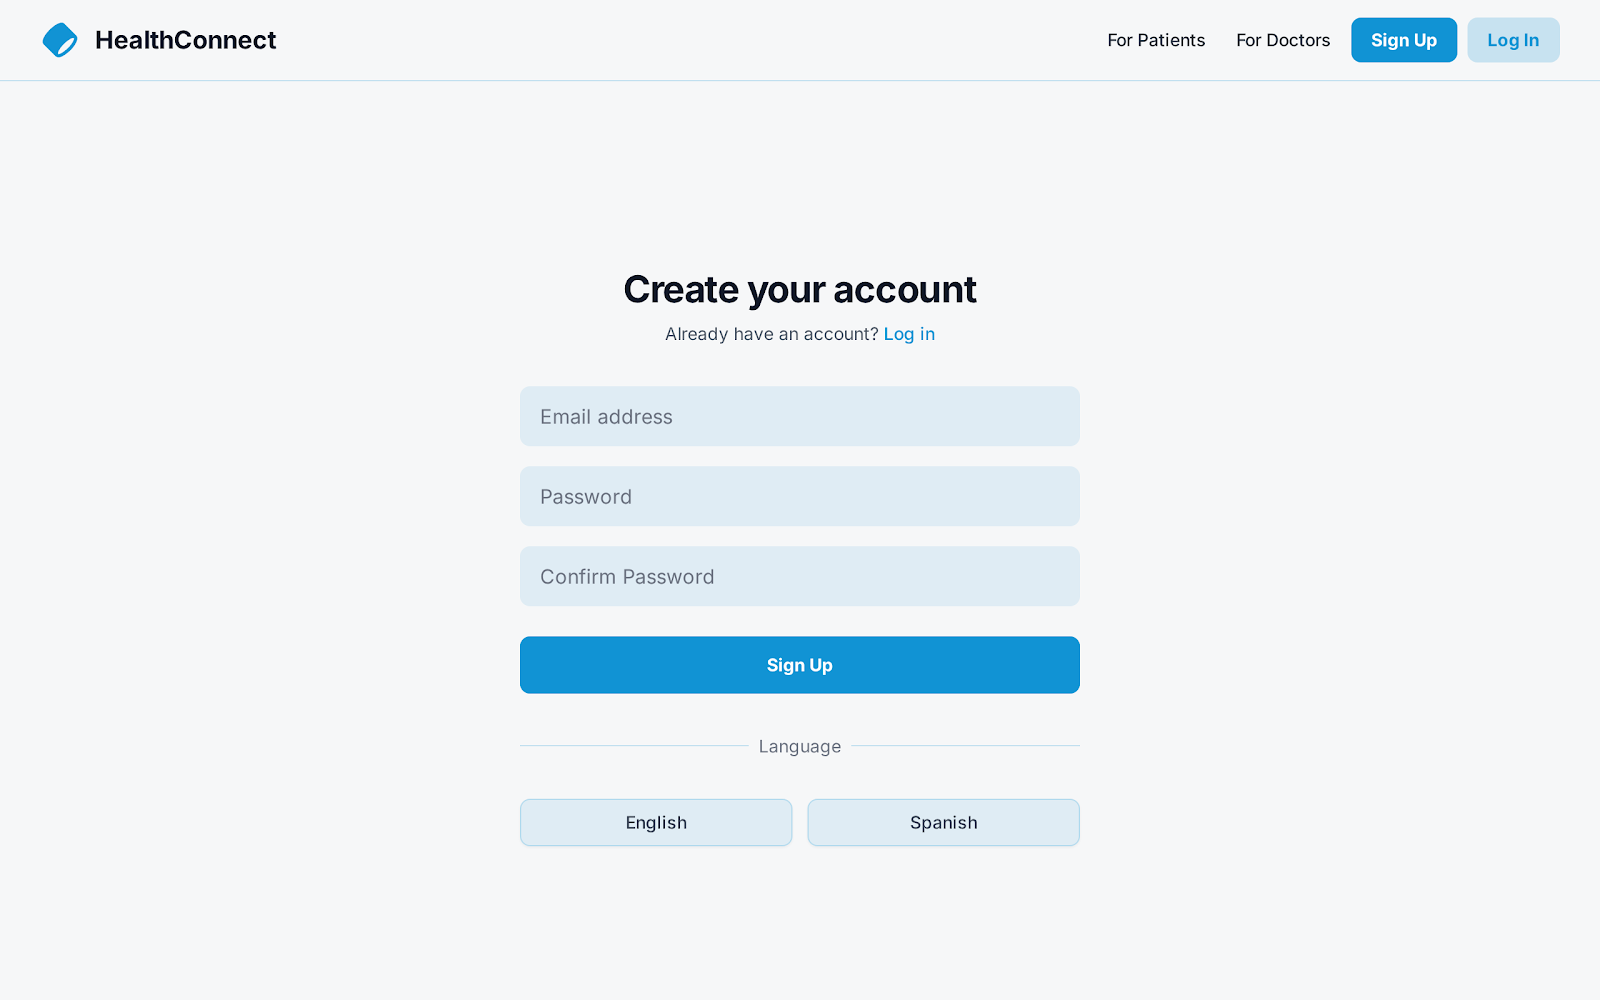 HealthConnect
For Patients
For Doctors
Sign Up
Log In
Create your account
Already have an account? Log in
Email address
Password
Confirm Password
Sign Up
Language
English
Spanish